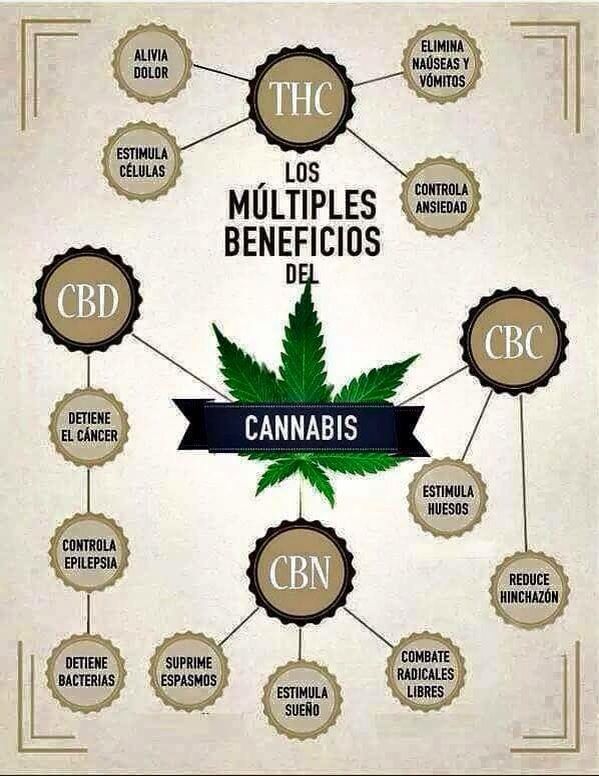 ALIVIA
DOLOR
THC
ELIMINA
NAÚSEAS Y
VÓMITOS
ESTIMULA
CÉLULAS
CONTROLA
ANSIEDAD
LOS
MÚLTIPLES
BENEFICIOS
DEL
CANNABIS
CBD
DETIENE
EL CÁNCER
CONTROLA
EPILEPSIA
DETIENE
BACTERIAS
CBC
ESTIMULA
HUESOS
REDUCE
HINCHAZÓN
CBN
SUPRIME
ESPASMOS
ESTIMULA
SUEÑO
COMBATE
RADICALES
LIBRES